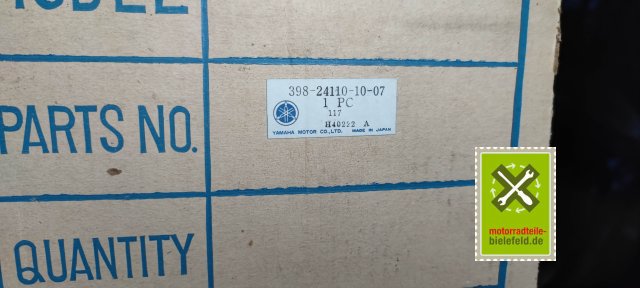 MODEL
398-24110-10-07
1 PC
117
H40222 A
YAMAHA MOTOR CO.,LTD. MADE IN JAPAN
PARTS NO.
QUANTITY
motorradteile-
bielefeld.de